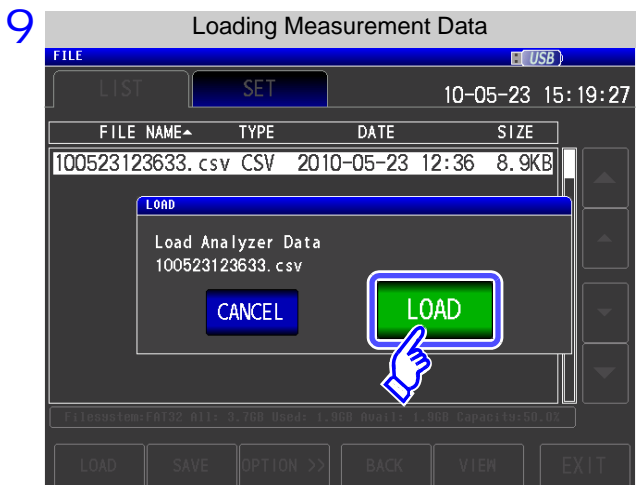 9
Loading Measurement Data
FILE USB
LIST SET 10-05-23 15:19:27
FILE NAME▲ TYPE DATE SIZE
100523123633.csv CSV 2010-05-23 12:36 8.9KB
LOAD
Load Analyzer Data
100523123633.csv
CANCEL LOAD
Filesystem:FAT32 All: 3.7GB Used: 1.9GB Avail: 1.9GB Capacity:50.0%
LOAD SAVE OPTION >> BACK VIEW EXIT